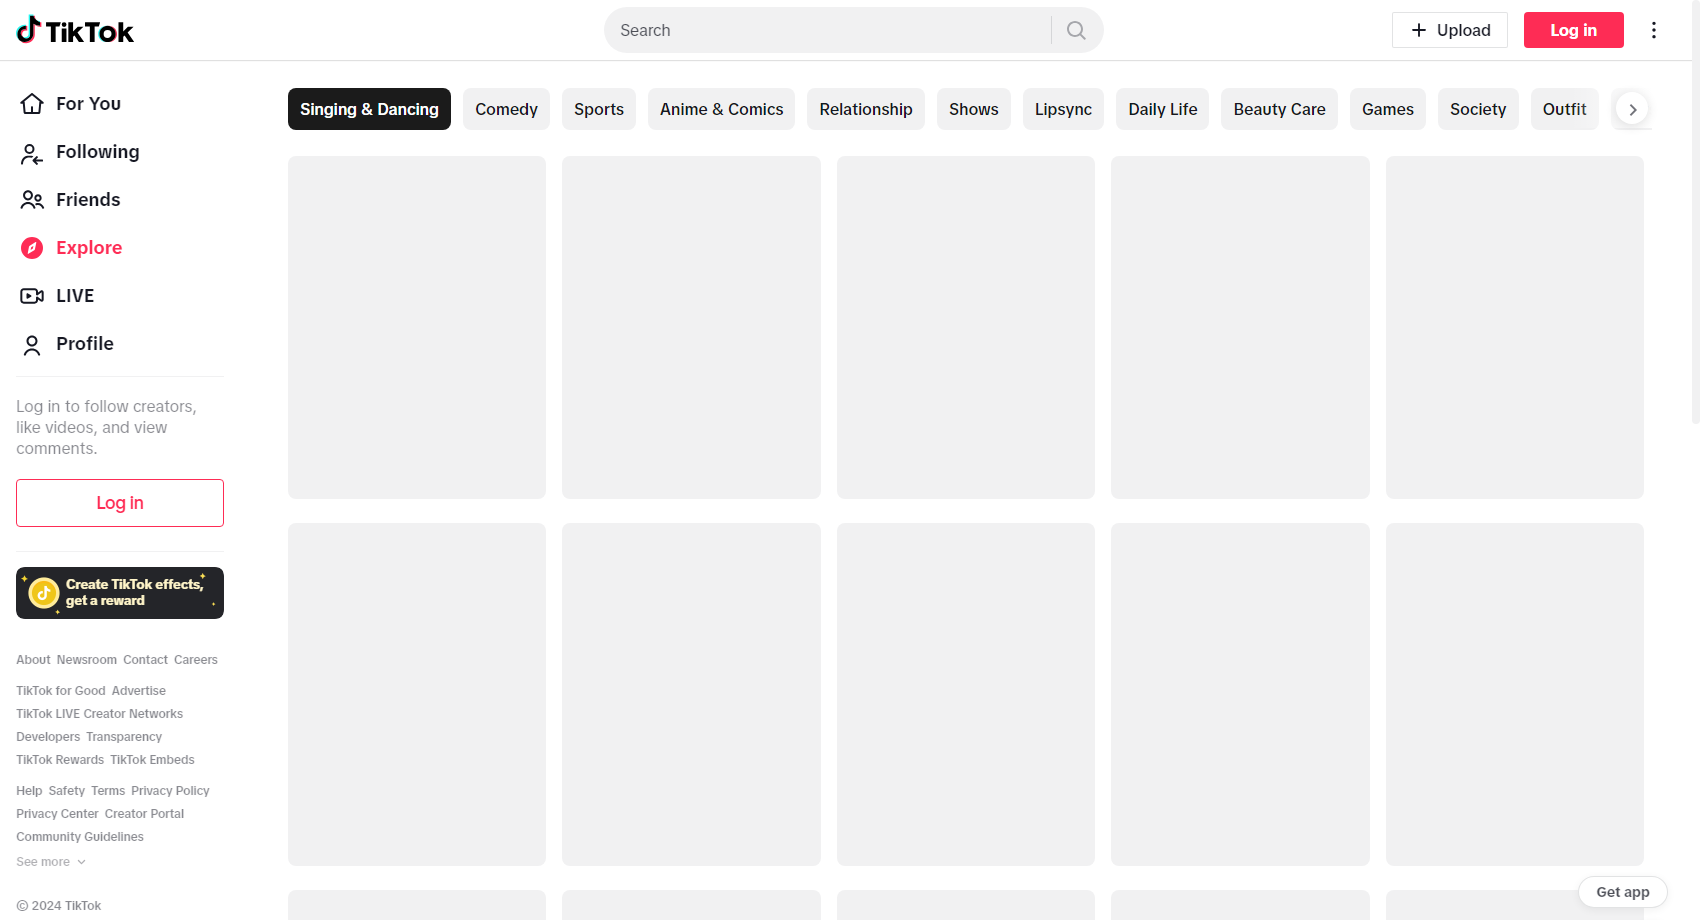 TikTok
Search
Upload
Log in
For You
Following
Friends
Explore
LIVE
Profile
Log in to follow creators,
like videos, and view
comments.
Log in
Create TikTok effects,
get a reward
About Newsroom Contact Careers
TikTok for Good Advertise
TikTok LIVE Creator Networks
Developers Transparency
TikTok Rewards TikTok Embeds
Help Safety Terms Privacy Policy
Privacy Center Creator Portal
Community Guidelines
See more
© 2024 TikTok
Singing & Dancing Comedy Sports Anime & Comics Relationship Shows Lipsync Daily Life Beauty Care Games Society Outfit
Get app